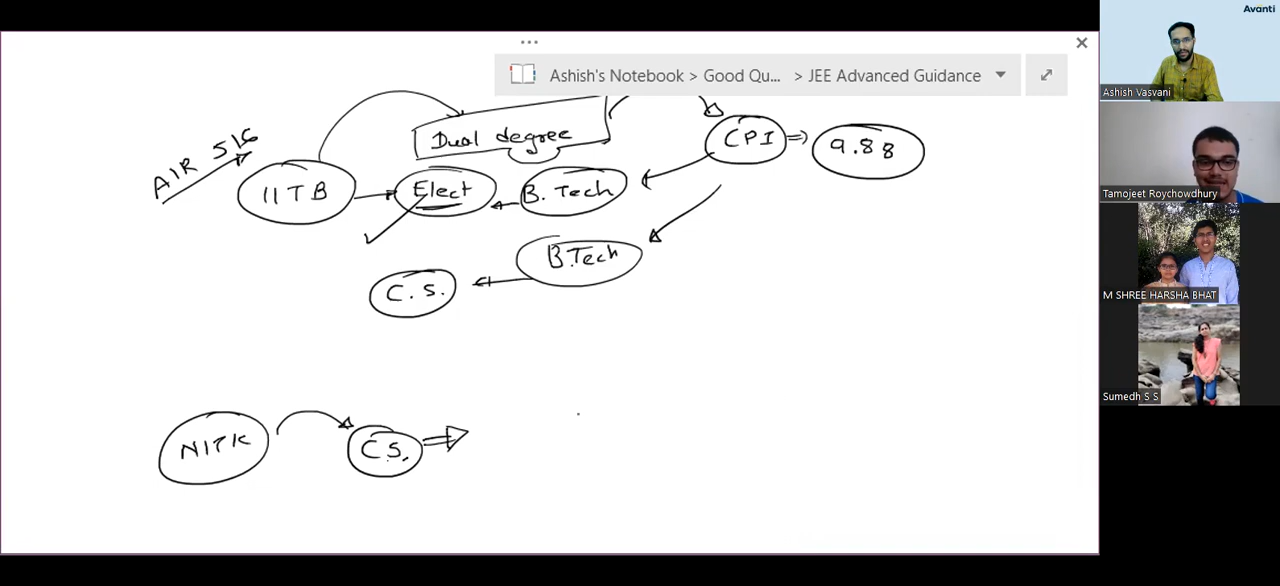 Avanti
Ashish's Notebook > Good Qu... > JEE Advanced Guidance
Ashish Vasvani
AIR 516
Dual degree
CPI ⇒ 9.88
IITB
Elect
B. Tech
Tamojeet Roychowdhury
B.Tech
C.S.
M SHREE HARSHA BHAT
Sumedh S S
NITK
C.S.